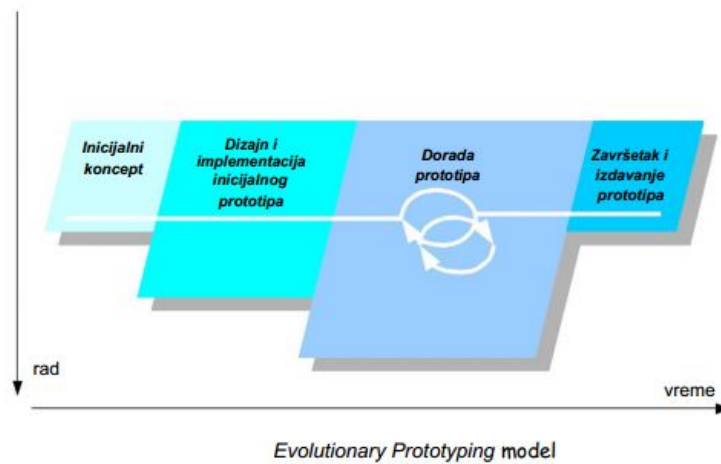 Inicijalni
koncept
Dizajn i
implementacija
inicijalnog
prototipa
Dorada
prototipa
Završetak i
izdavanje
prototipa
rad
vreme
Evolutionary Prototyping model